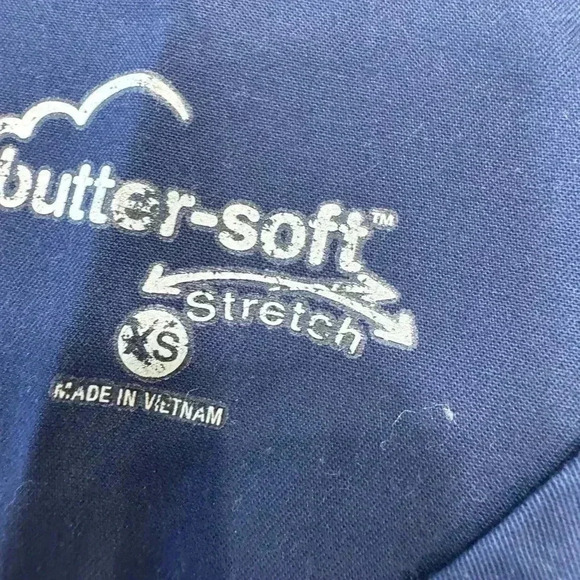 butter-soft™
Stretch
XS
MADE IN VIETNAM